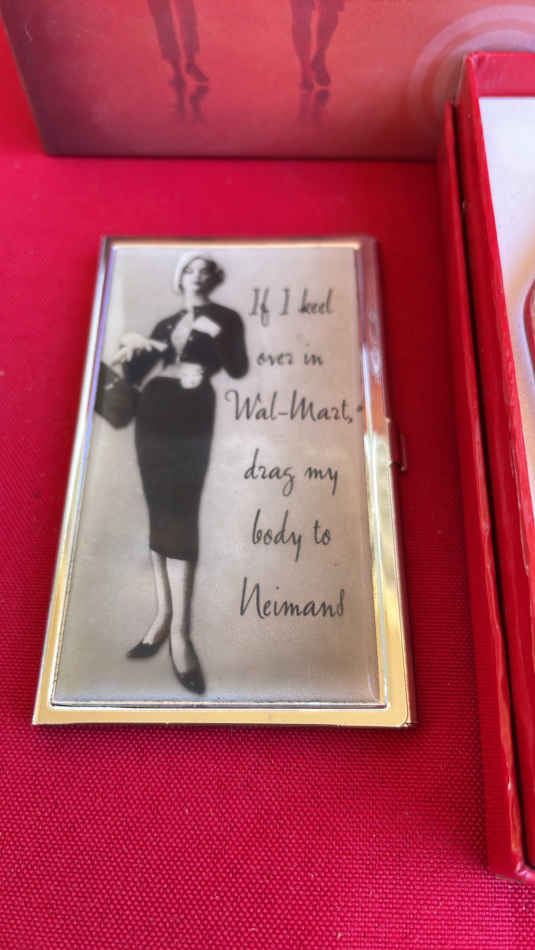 If I keel
over in
Wal-Mart,
drag my
body to
Neimans